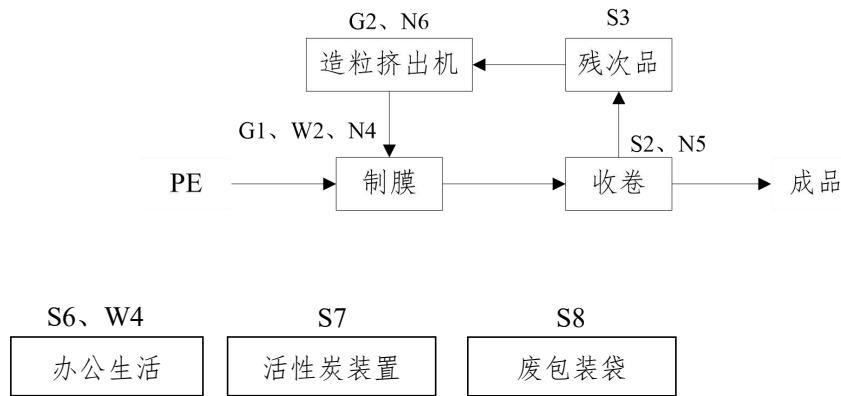 G2、N6
S3
造粒挤出机
残次品
G1、W2、N4
S2、N5
PE
制膜
收卷
成品
S6、W4
S7
S8
办公生活
活性炭装置
废包装袋